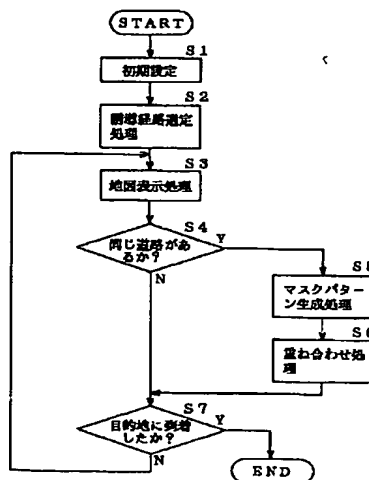 START
S1
初期設定
S2
誘導経路選定
処理
S3
地図表示処理
S4
同じ道路があ
るか?
Y
N
S5
マスクパター
ン生成処理
S6
重ね合わせ処
理
S7
目的地に到着
したか?
Y
N
END